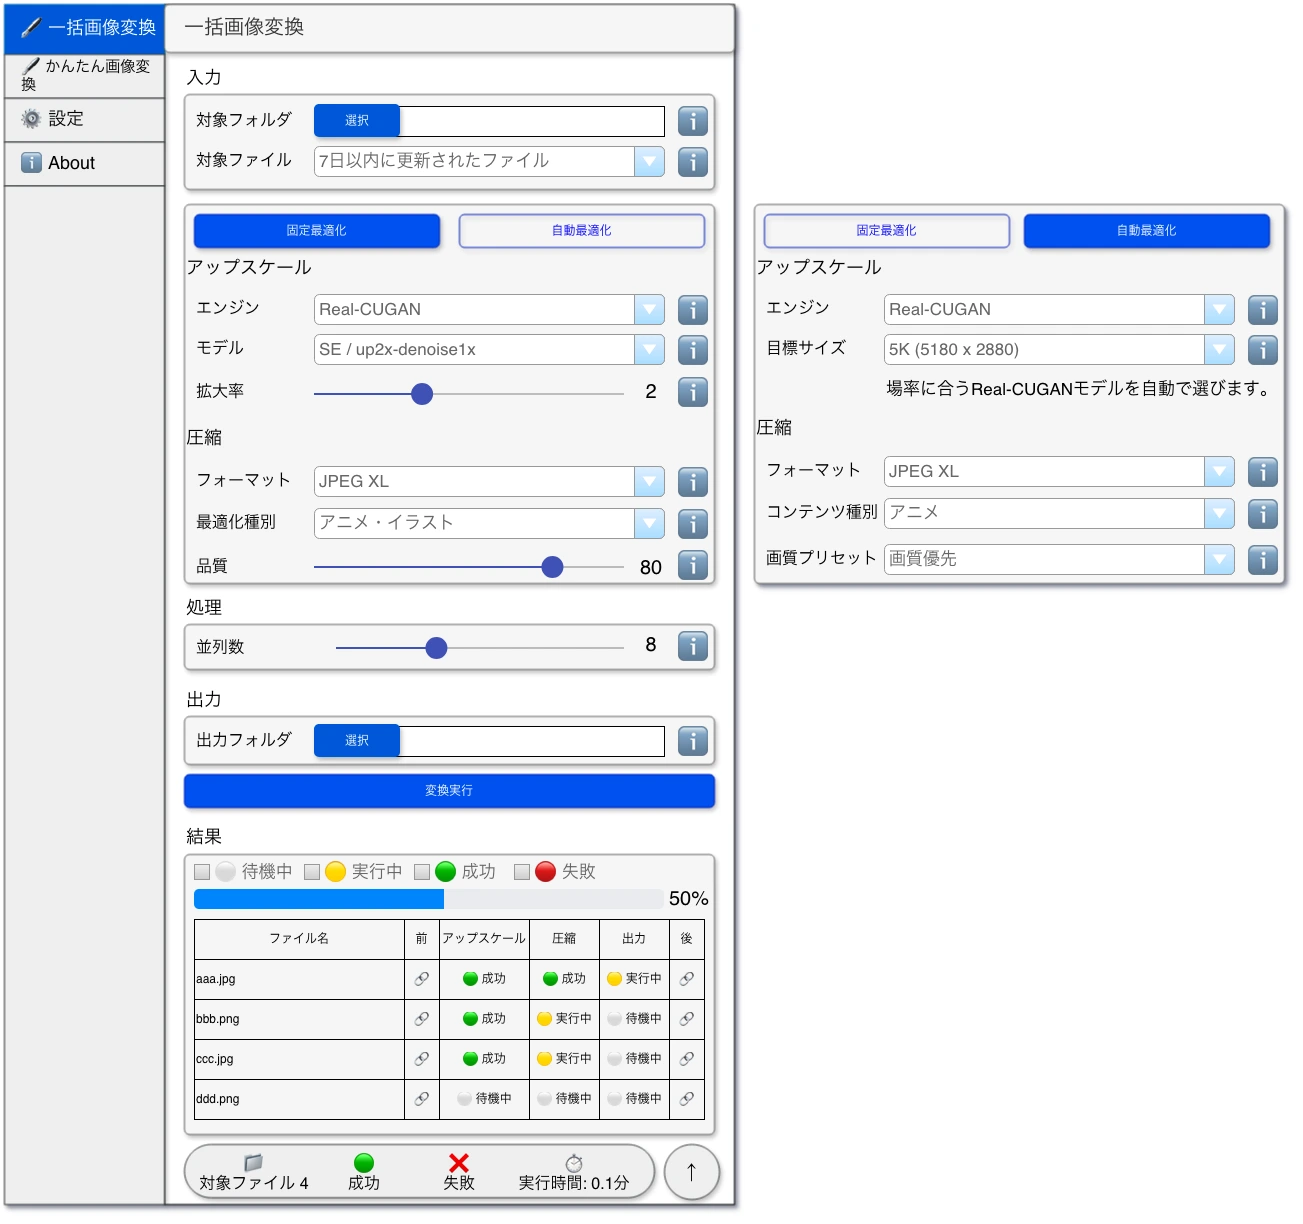 一括画像変換
かんたん画像変
換
設定
About
一括画像変換
入力
対象フォルダ 選択
対象ファイル 7日以内に更新されたファイル
固定最適化 自動最適化
アップスケール
エンジン Real-CUGAN
モデル SE / up2x-denoise1x
拡大率 2
圧縮
フォーマット JPEG XL
最適化種別 アニメ・イラスト
品質 80
処理
並列数 8
出力
出力フォルダ 選択
変換実行
結果
待機中 実行中 成功 失敗
50%
ファイル名 前 アップスケール 圧縮 出力 後
aaa.jpg 成功 成功 実行中
bbb.png 成功 実行中 待機中
ccc.jpg 成功 実行中 待機中
ddd.png 待機中 待機中 待機中
対象ファイル 4 成功 失敗 実行時間: 0.1分
↑
固定最適化 自動最適化
アップスケール
エンジン Real-CUGAN
目標サイズ 5K (5180 x 2880)
場率に合うReal-CUGANモデルを自動で選びます。
圧縮
フォーマット JPEG XL
コンテンツ種別 アニメ
画質プリセット 画質優先